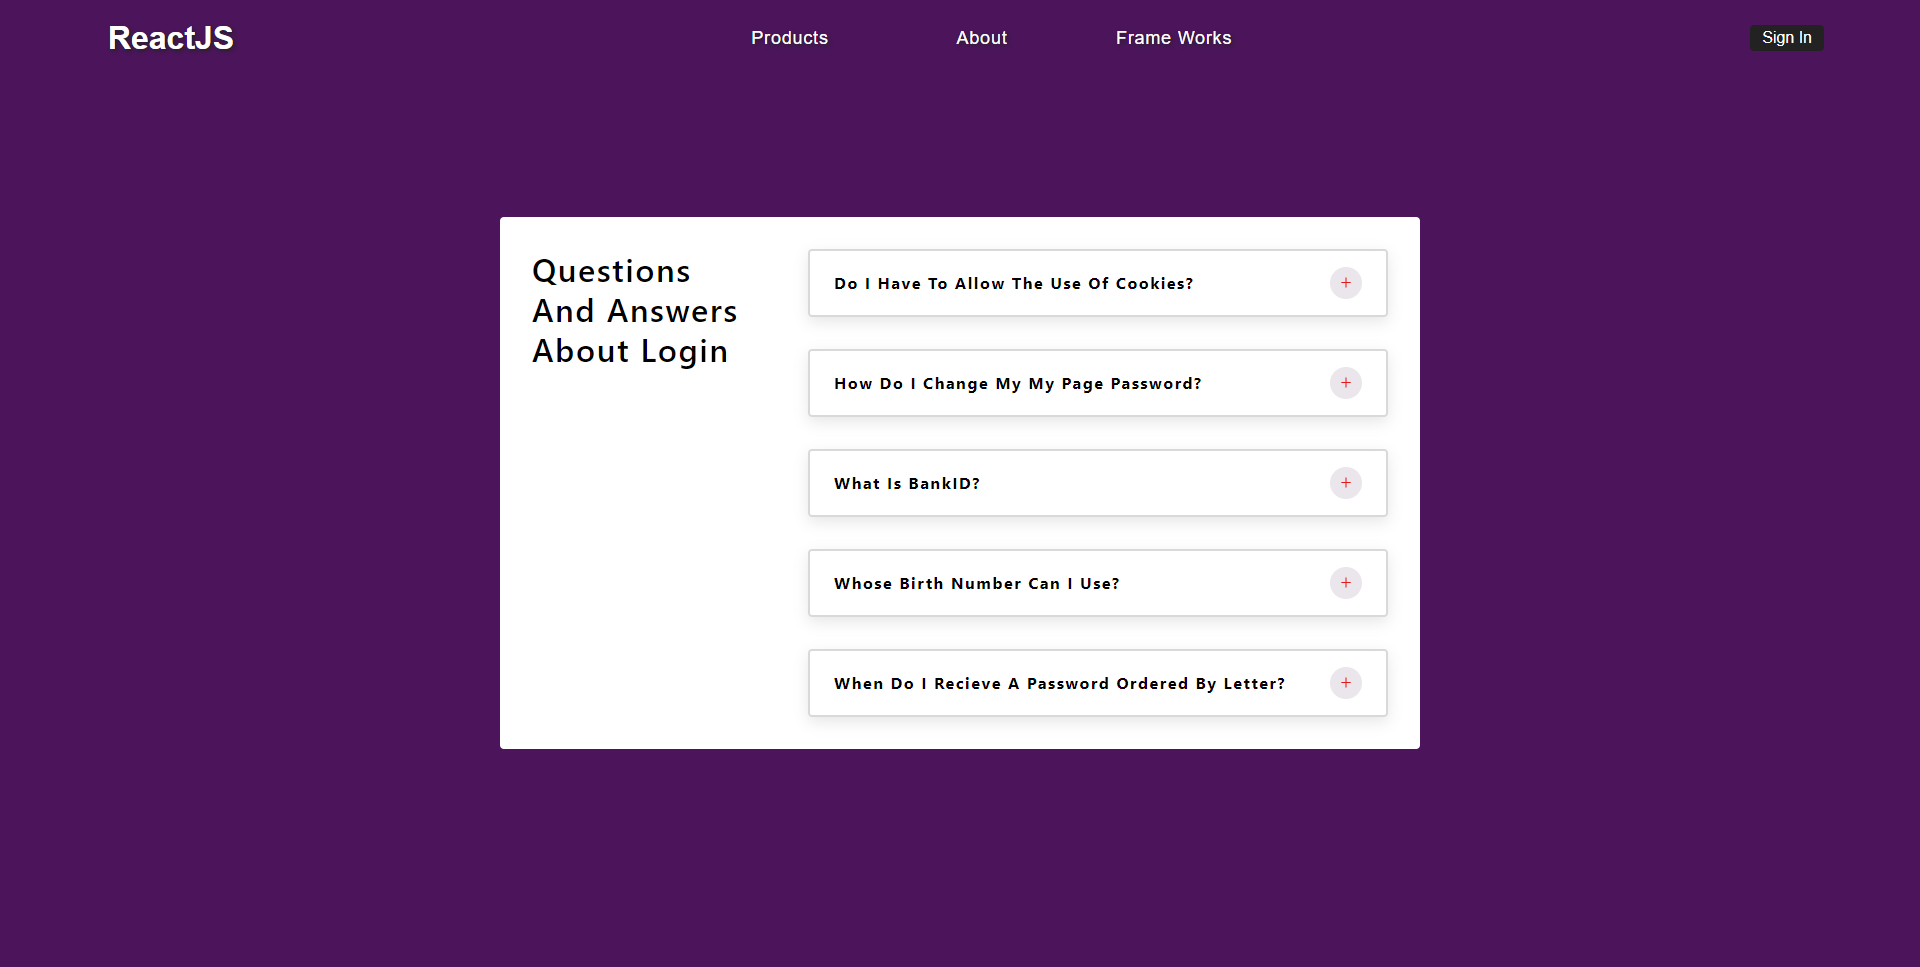 ReactJS
Products
About
Frame Works
Sign In
Questions
And Answers
About Login
Do I Have To Allow The Use Of Cookies?
+
How Do I Change My My Page Password?
+
What Is BankID?
+
Whose Birth Number Can I Use?
+
When Do I Recieve A Password Ordered By Letter?
+